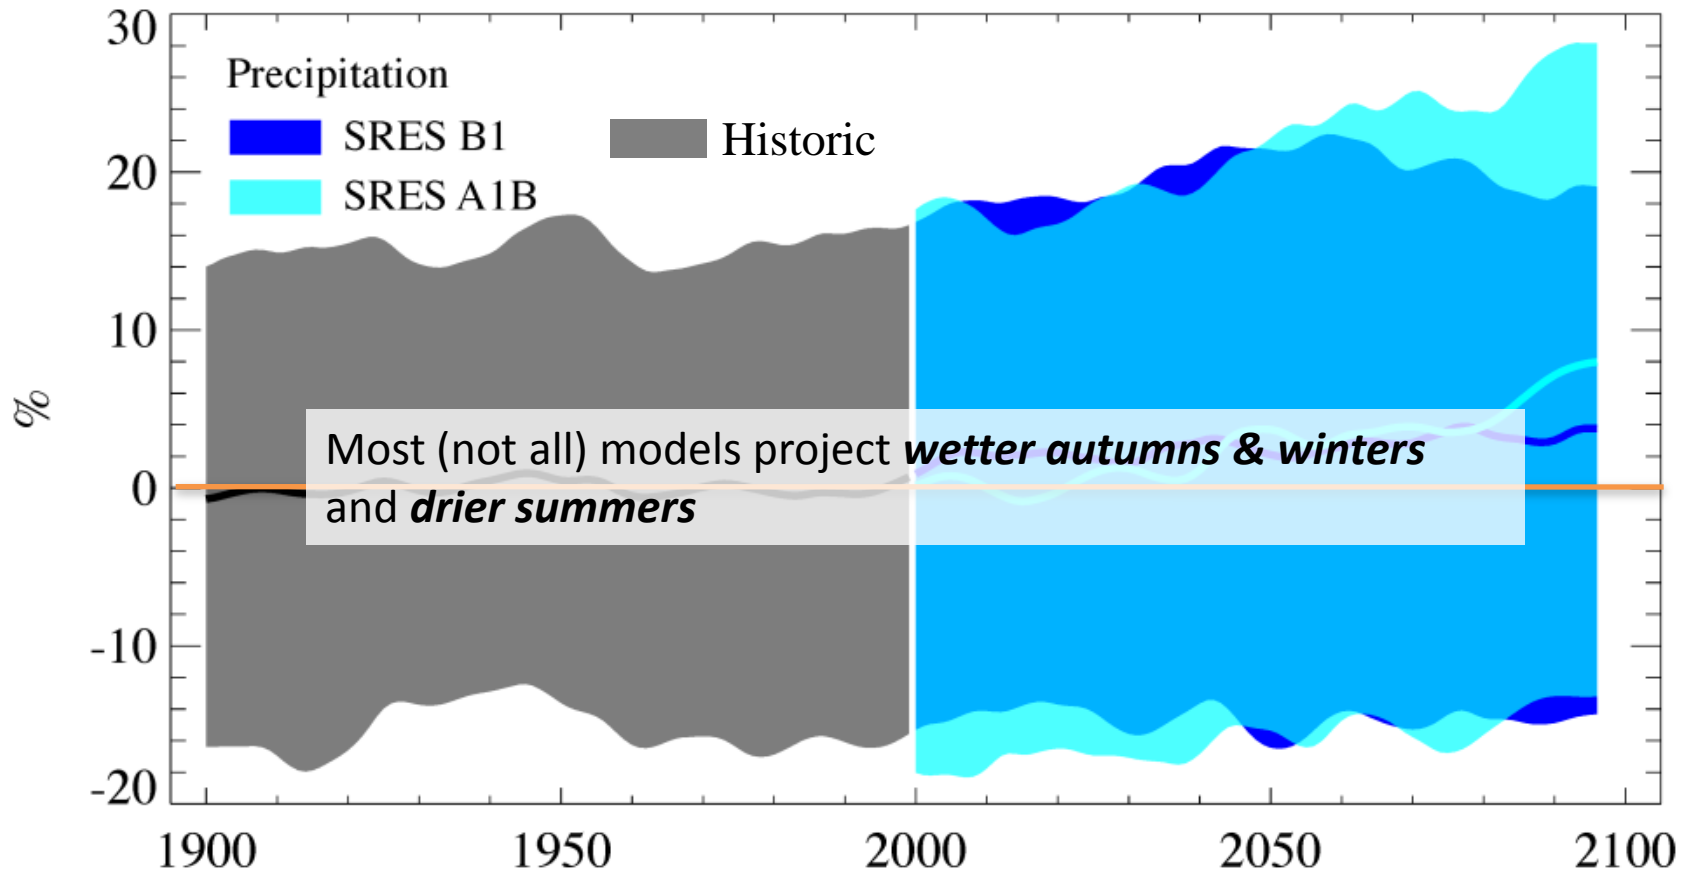 30
Precipitation
SRES B1
Historic
20
SRES A1B
10
%
Most (not all) models project wetter autumns & winters
0
and drier summers
-10
-20
1900 1950 2000 2050 2100